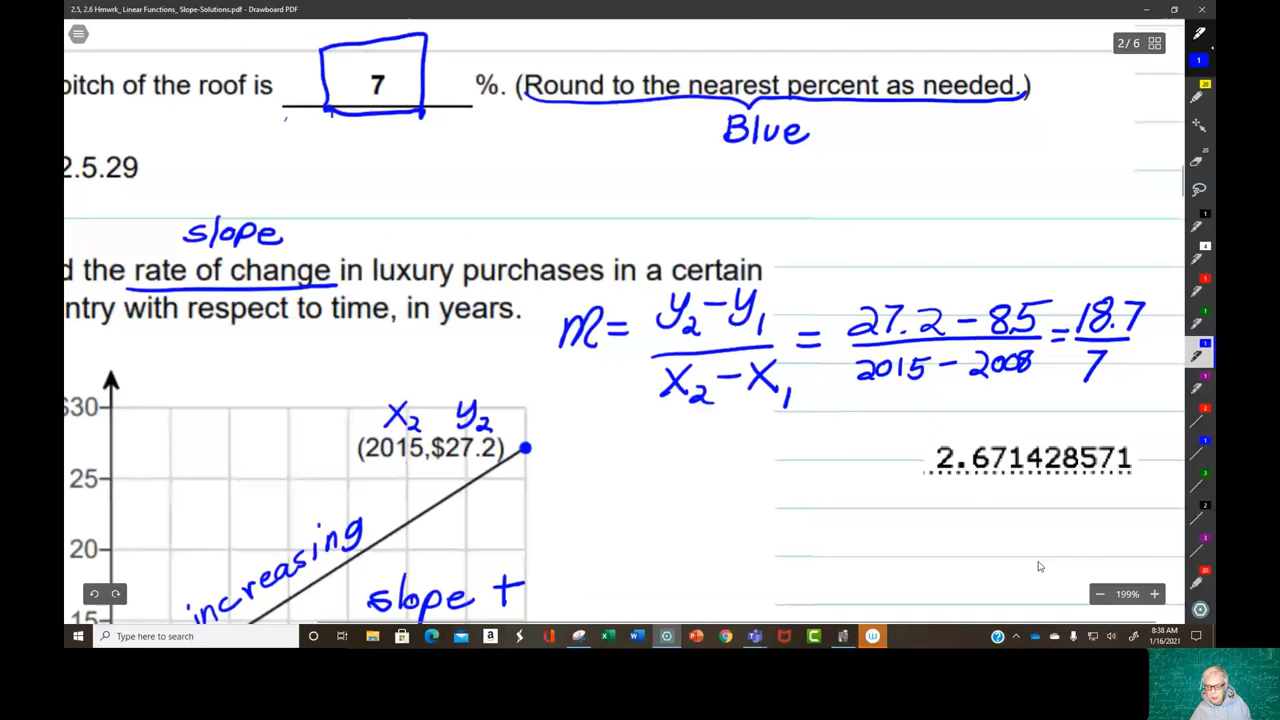 2.5, 2.6 Hmwrk_ Linear Functions_ Slope-Solutions.pdf - Drawboard PDF
2 / 6
pitch of the roof is 7 %. (Round to the nearest percent as needed.)
Blue
2.5.29
slope
d the rate of change in luxury purchases in a certain
ntry with respect to time, in years.
m = y2 - y1 / x2 - x1 = 27.2 - 8.5 / 2015 - 2008 = 18.7 / 7
$30
x2 y2
(2015,$27.2)
2.671428571
25
increasing
20
slope +
15
199%
Type here to search
8:38 AM
1/16/2021